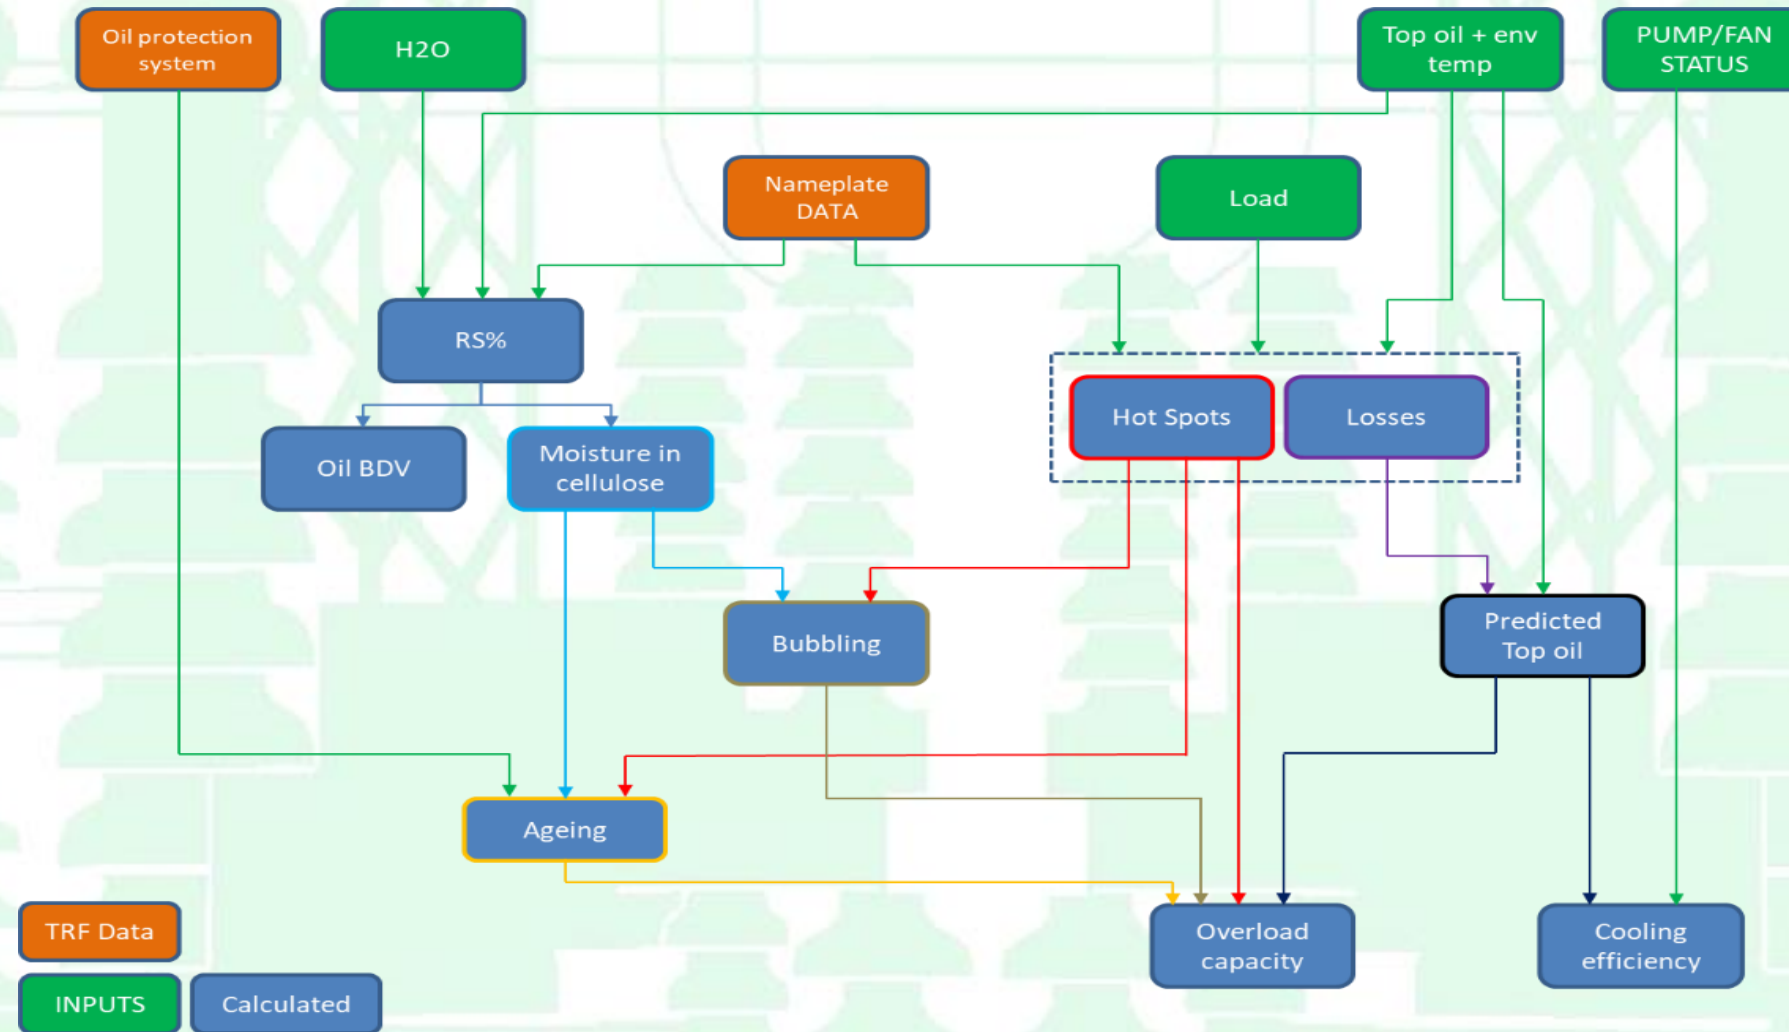 Oil protection
system
H2O
Top oil + env
temp
PUMP/FAN
STATUS
Nameplate
DATA
Load
RS%
Hot Spots
Losses
Oil BDV
Moisture in
cellulose
Bubbling
Predicted
Top oil
Ageing
Overload
capacity
Cooling
efficiency
TRF Data
INPUTS
Calculated